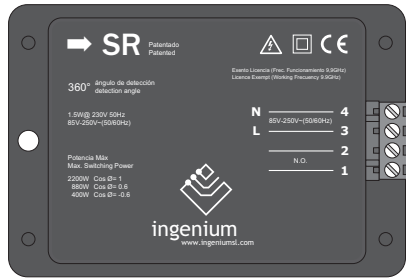 SR Patentado
Patented
Exento Licencia (Frec. Funcionamiento 9,9GHz)
Licence Exempt (Working Frecuency 9,9GHz)
360° ángulo de detección
detection angle
1.5W@ 230V 50Hz
85V-250V~(50/60Hz)
N 4
85V-250V~(50/60Hz)
L 3
2
N.O.
1
Potencia Máx
Max. Switching Power
2200W Cos Ø= 1
880W Cos Ø= 0.6
400W Cos Ø= -0.6
ingenium
www.ingeniumsl.com